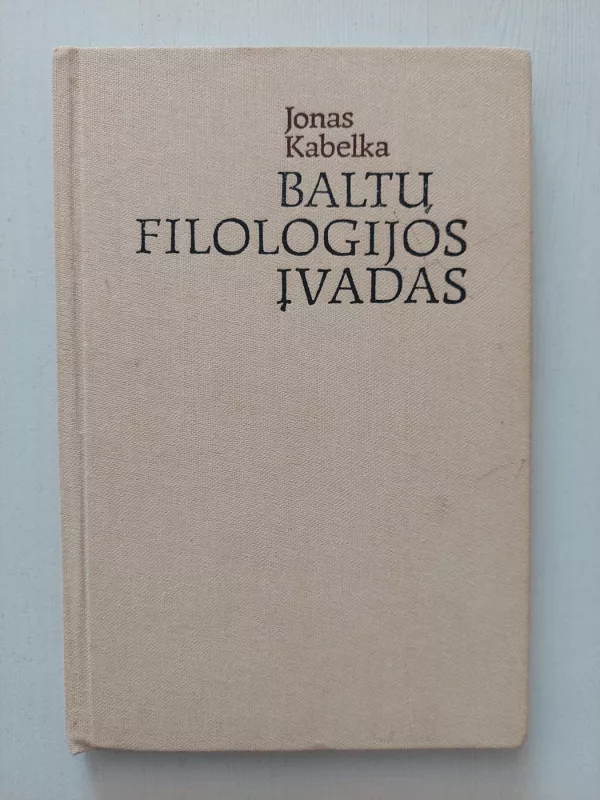 Jonas
Kabelka
BALTŲ
FILOLOGIJOS
ĮVADAS